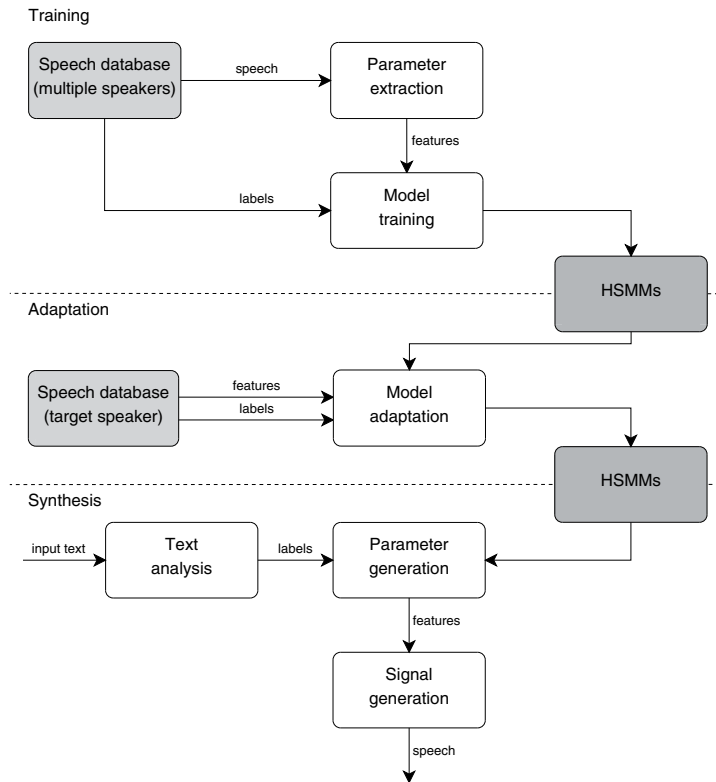 Training
Speech database
(multiple speakers)
speech
Parameter
extraction
features
labels
Model
training
HSMMs
Adaptation
Speech database
(target speaker)
features
labels
Model
adaptation
HSMMs
Synthesis
input text
Text
analysis
labels
Parameter
generation
features
Signal
generation
speech